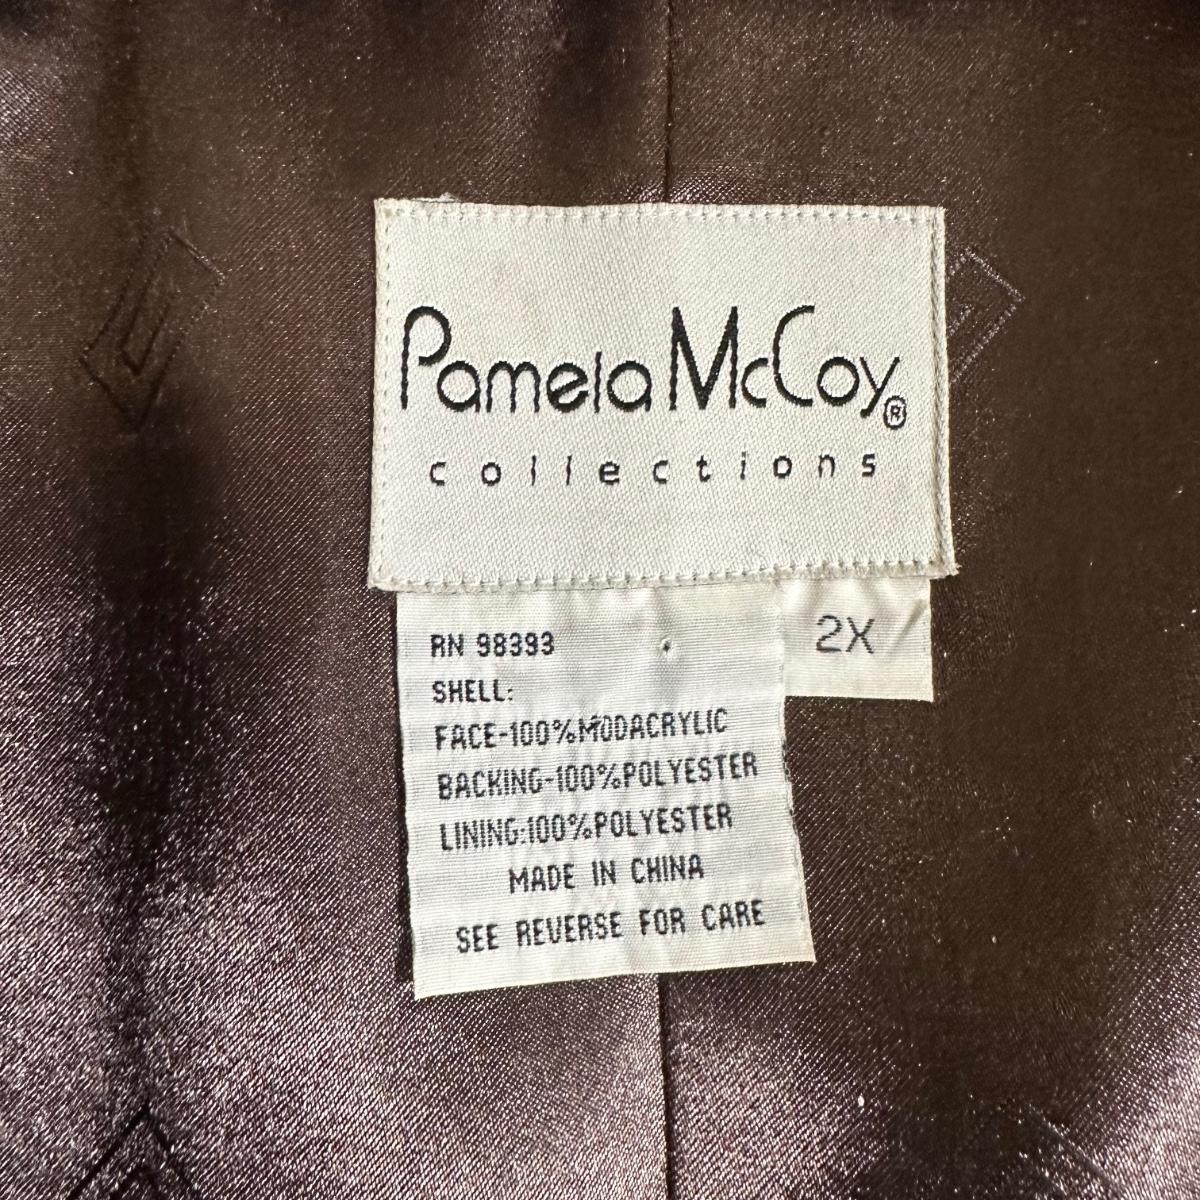 Pamela McCoy®
collections
2X
RN 98393
SHELL:
FACE-100%MODACRYLIC
BACKING-100%POLYESTER
LINING:100%POLYESTER
MADE IN CHINA
SEE REVERSE FOR CARE